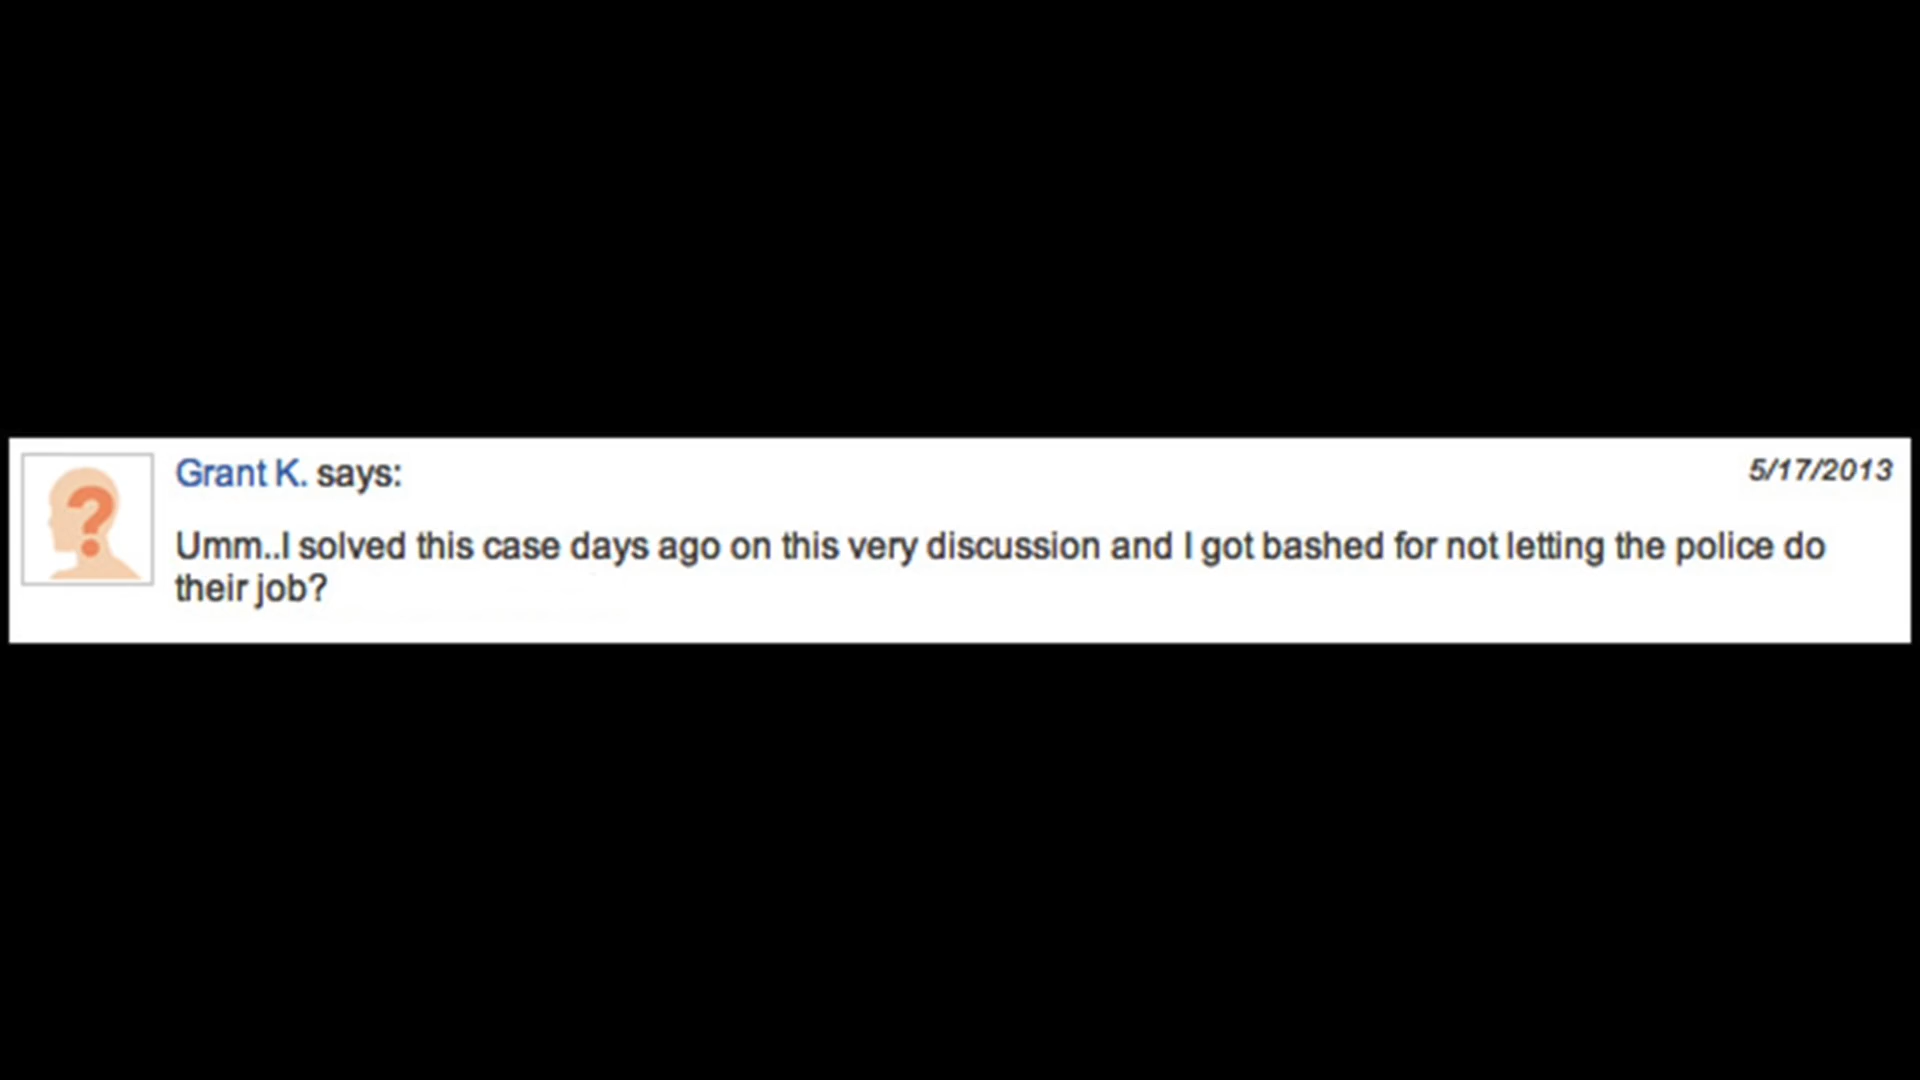 Grant K. says:
5/17/2013
Umm..I solved this case days ago on this very discussion and I got bashed for not letting the police do
their job?